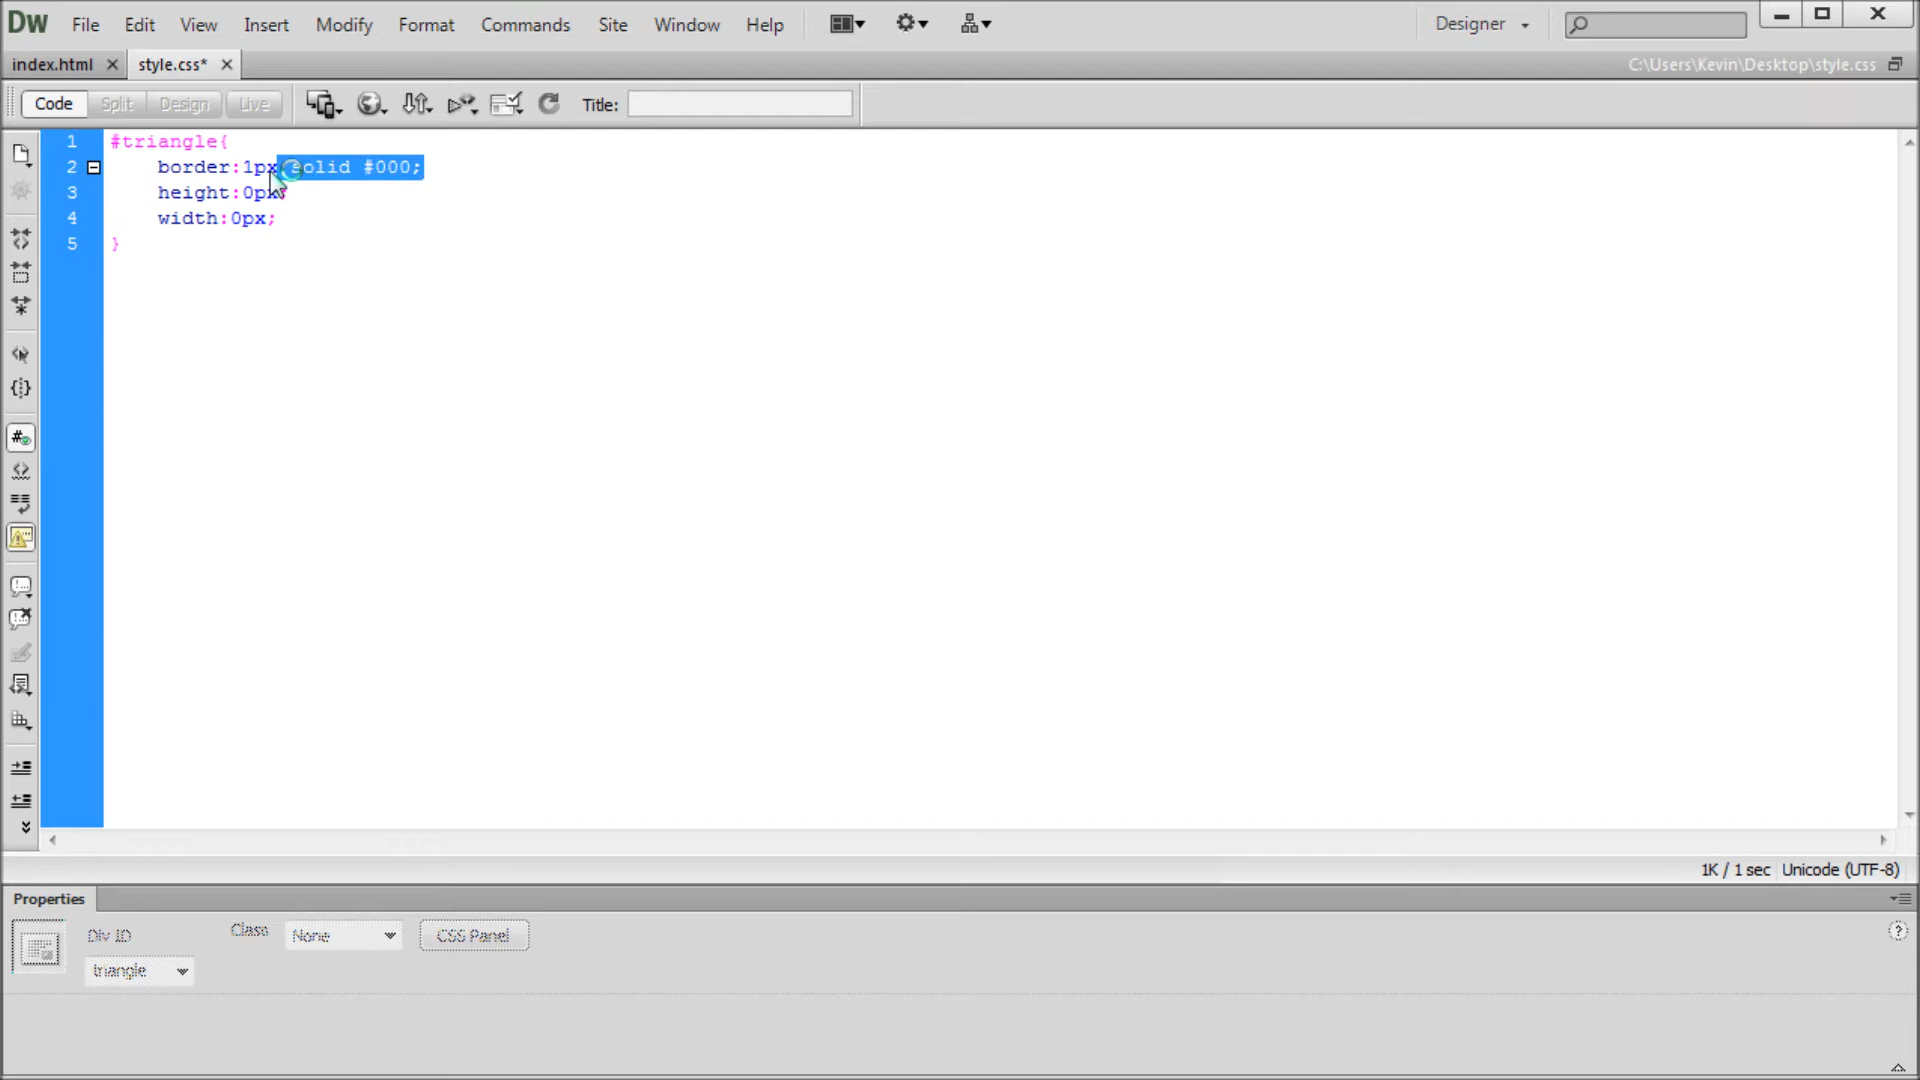 DW File Edit View Insert Modify Format Commands Site Window Help Designer
index.html style.css* C:\Users\Kevin\Desktop\style.css
Code Split Design Live Title:
1 #triangle{
2 border:1px solid #000;
3 height:0px;
4 width:0px;
5 }
1K / 1 sec Unicode (UTF-8)
Properties
Div ID Class None CSS Panel
triangle